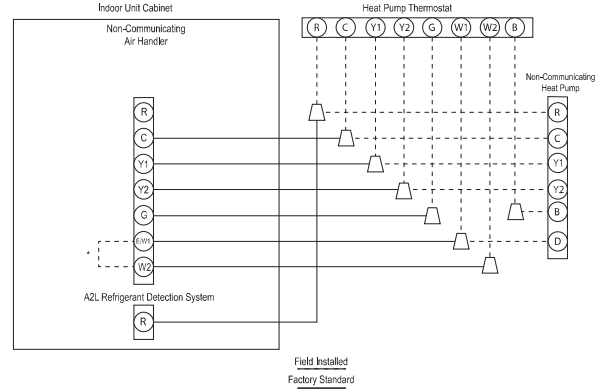 Indoor Unit Cabinet
Heat Pump Thermostat
Non-Communicating
Air Handler
R C Y1 Y2 G W1 W2 B
Non-Communicating
Heat Pump
R
C
Y1
Y2
G
E/W1
W2
*
R
C
Y1
Y2
B
D
A2L Refrigerant Detection System
R
Field Installed
Factory Standard